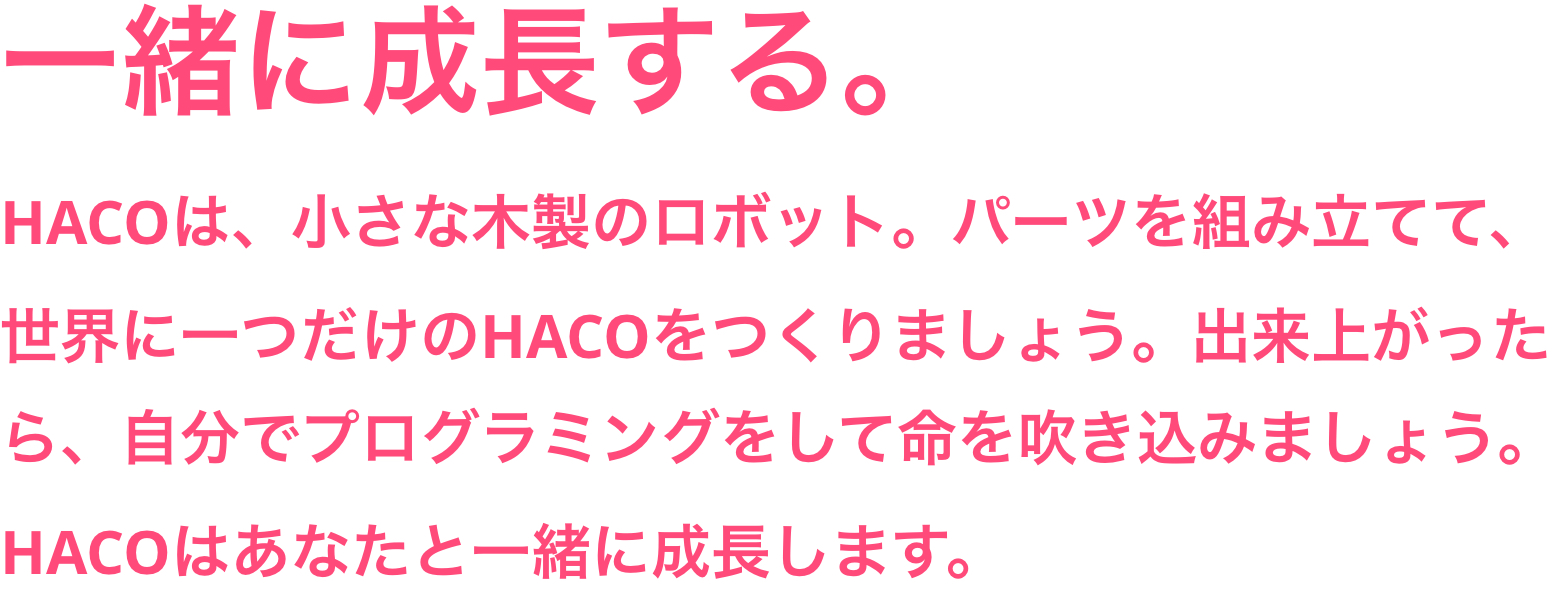 一緒に成長する。
HACOは、小さな木製のロボット。パーツを組み立てて、
世界に一つだけのHACOをつくりましょう。出来上がった
ら、自分でプログラミングをして命を吹き込みましょう。
HACOはあなたと一緒に成長します。